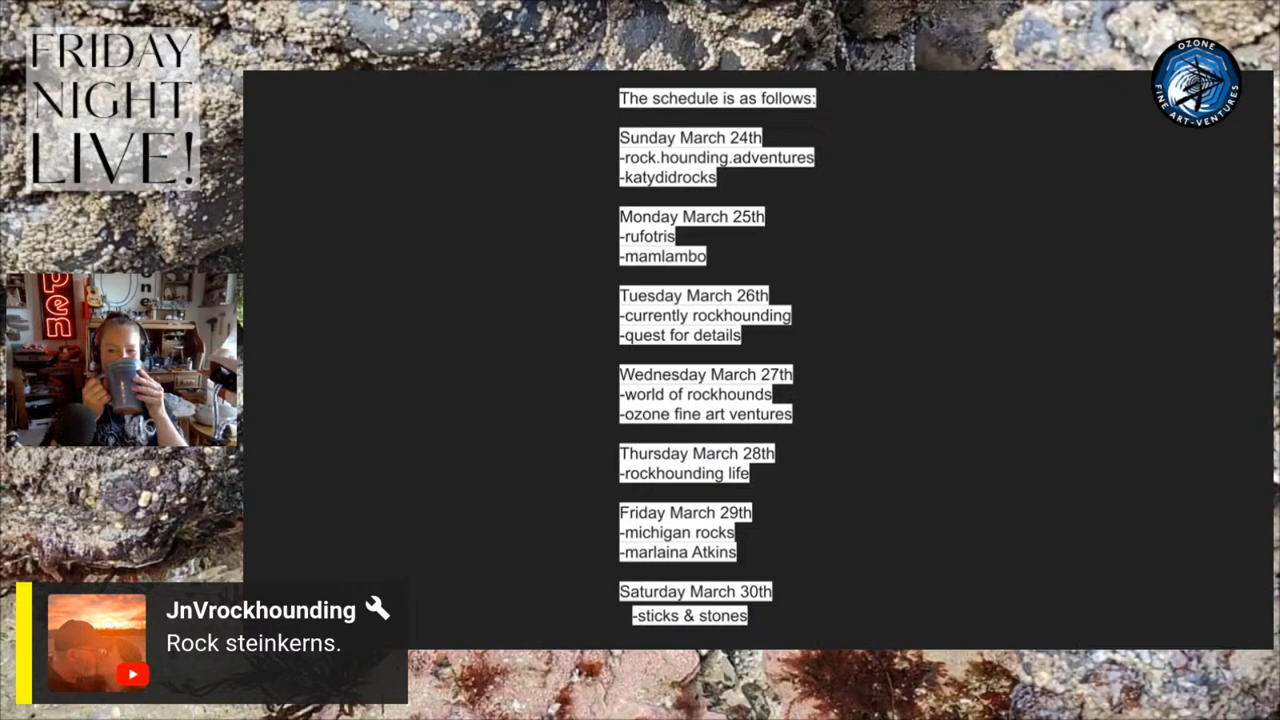 FRIDAY
NIGHT
LIVE!
OZONE
FINE ART-VENTURES
The schedule is as follows:
Sunday March 24th
-rock.hounding.adventures
-katydidrocks
Monday March 25th
-rufotris
-mamlambo
Tuesday March 26th
-currently rockhounding
-quest for details
Wednesday March 27th
-world of rockhounds
-ozone fine art ventures
Thursday March 28th
-rockhounding life
Friday March 29th
-michigan rocks
-marlaina Atkins
Saturday March 30th
-sticks & stones
pen
JnVrockhounding
Rock steinkerns.